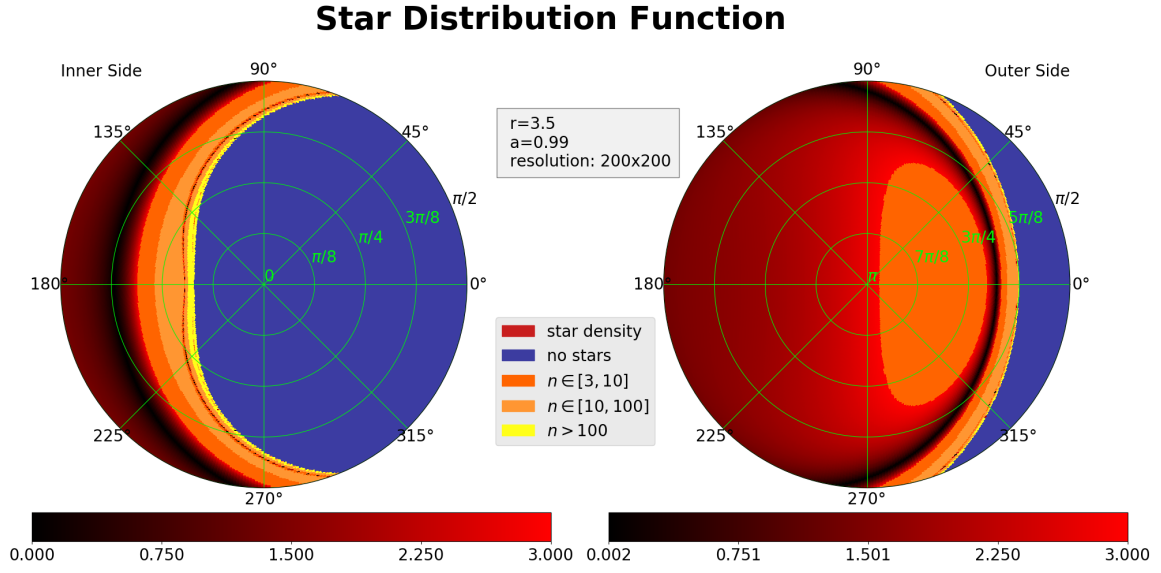 Star Distribution Function
Inner Side
90°
135°
45°
π/2
3π/8
π/4
π/8
0
180°
0°
225°
315°
270°
r=3.5
a=0.99
resolution: 200x200
star density
no stars
n ∈ [3, 10]
n ∈ [10, 100]
n > 100
Outer Side
90°
135°
45°
π/2
5π/8
3π/4
7π/8
π
180°
0°
225°
315°
270°
0.000 0.750 1.500 2.250 3.000
0.002 0.751 1.501 2.250 3.000